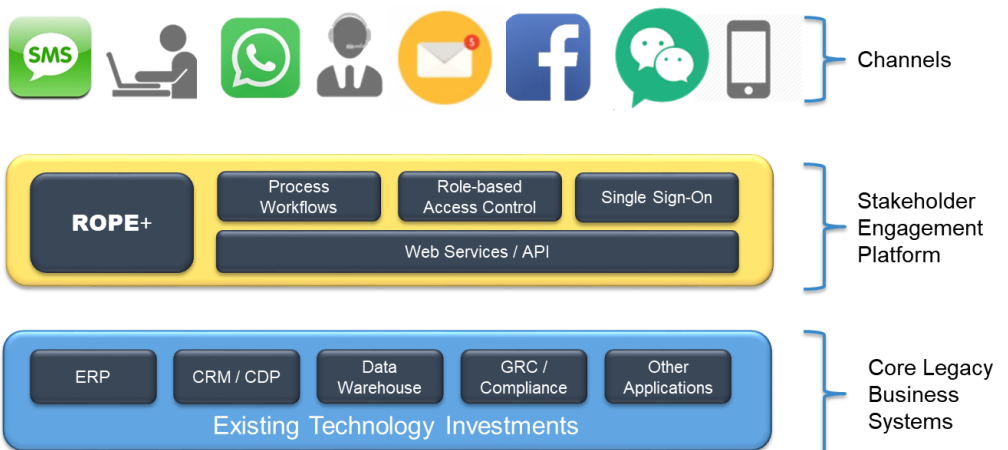 SMS
5
Channels
ROPE+
Process
Workflows
Role-based
Access Control
Single Sign-On
Web Services / API
Stakeholder
Engagement
Platform
ERP
CRM / CDP
Data
Warehouse
GRC /
Compliance
Other
Applications
Existing Technology Investments
Core Legacy
Business
Systems